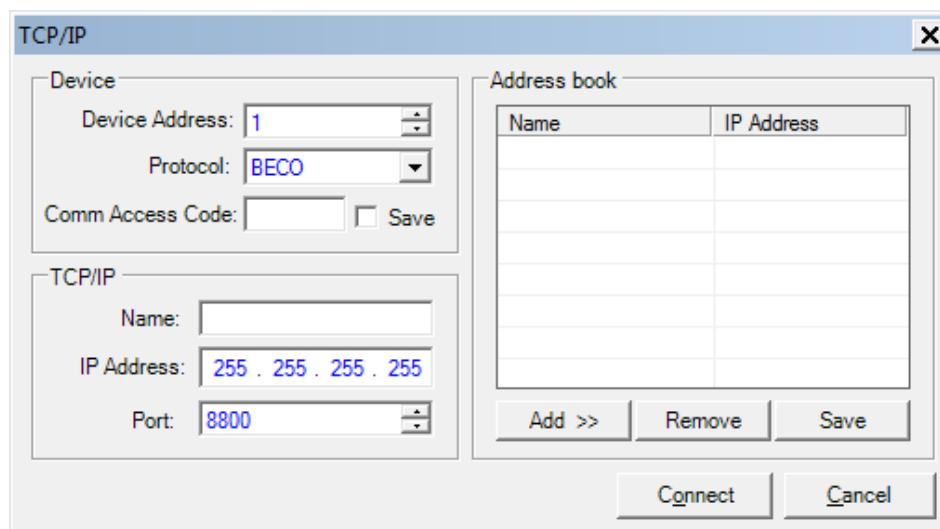 TCP/IP
Device
Device Address: 1
Protocol: BECO
Comm Access Code: Save
TCP/IP
Name:
IP Address: 255 . 255 . 255 . 255
Port: 8800
Address book
Name IP Address
Add >> Remove Save
Connect Cancel